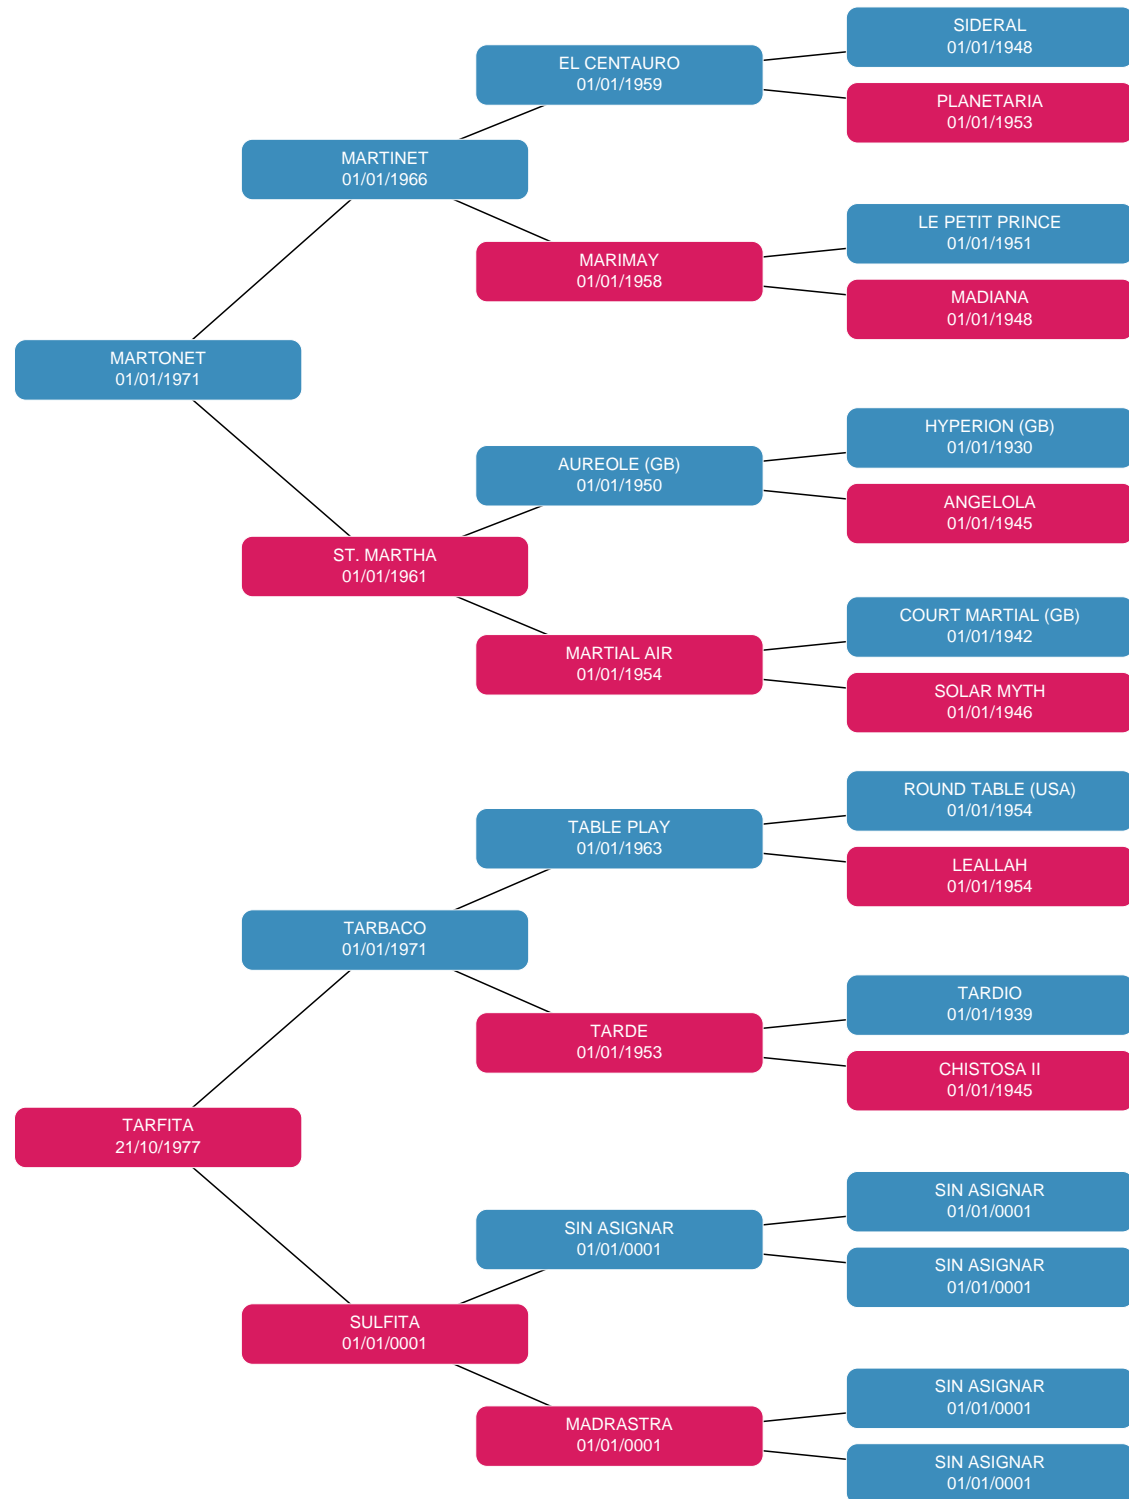 SIDERAL
01/01/1948
EL CENTAURO
01/01/1959
PLANETARIA
01/01/1953
MARTINET
01/01/1966
LE PETIT PRINCE
01/01/1951
MARIMAY
01/01/1958
MADIANA
01/01/1948
MARTONET
01/01/1971
HYPERION (GB)
01/01/1930
AUREOLE (GB)
01/01/1950
ANGELOLA
01/01/1945
ST. MARTHA
01/01/1961
COURT MARTIAL (GB)
01/01/1942
MARTIAL AIR
01/01/1954
SOLAR MYTH
01/01/1946
ROUND TABLE (USA)
01/01/1954
TABLE PLAY
01/01/1963
LEALLAH
01/01/1954
TARBACO
01/01/1971
TARDIO
01/01/1939
TARDE
01/01/1953
CHISTOSA II
01/01/1945
TARFITA
21/10/1977
SIN ASIGNAR
01/01/0001
SIN ASIGNAR
01/01/0001
SIN ASIGNAR
01/01/0001
SULFITA
01/01/0001
SIN ASIGNAR
01/01/0001
MADRASTRA
01/01/0001
SIN ASIGNAR
01/01/0001